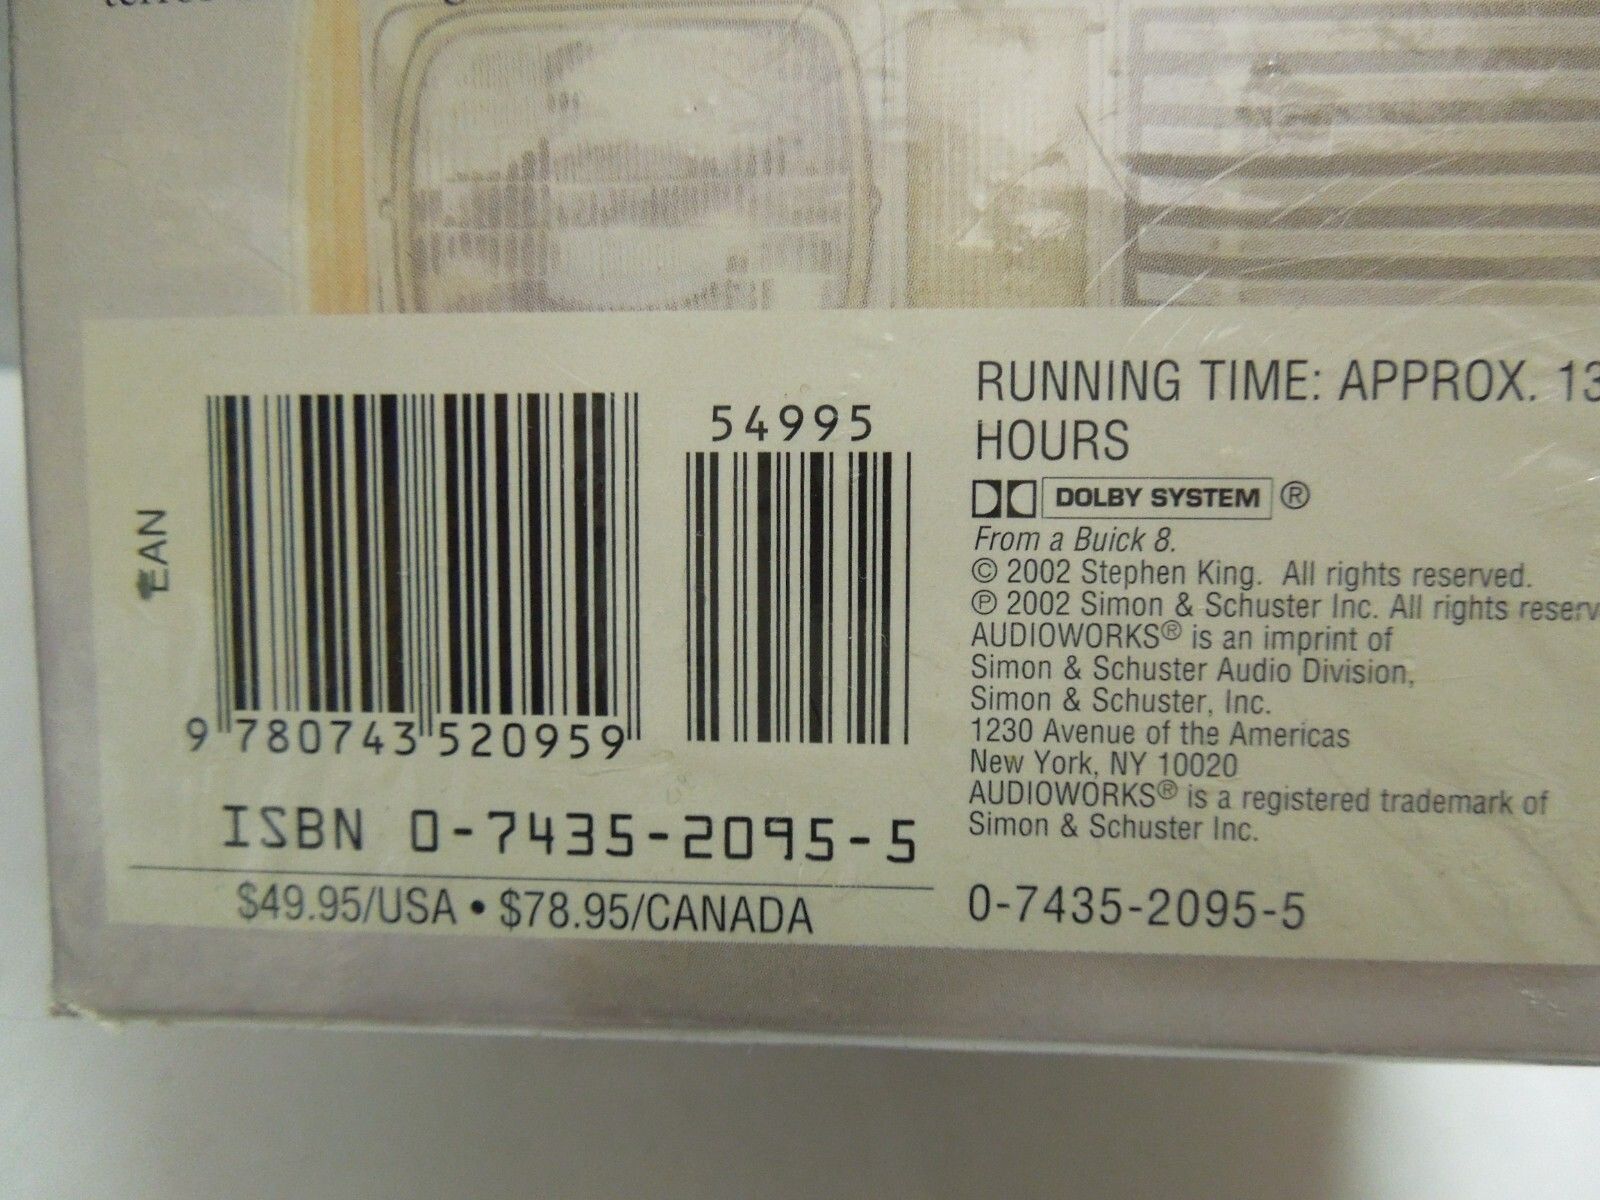 EAN
54995
9 780743 520959
ISBN 0-7435-2095-5
$49.95/USA • $78.95/CANADA
RUNNING TIME: APPROX. 13
HOURS
DOLBY SYSTEM ®
From a Buick 8.
© 2002 Stephen King. All rights reserved.
℗ 2002 Simon & Schuster Inc. All rights reserv
AUDIOWORKS® is an imprint of
Simon & Schuster Audio Division,
Simon & Schuster, Inc.
1230 Avenue of the Americas
New York, NY 10020
AUDIOWORKS® is a registered trademark of
Simon & Schuster Inc.
0-7435-2095-5